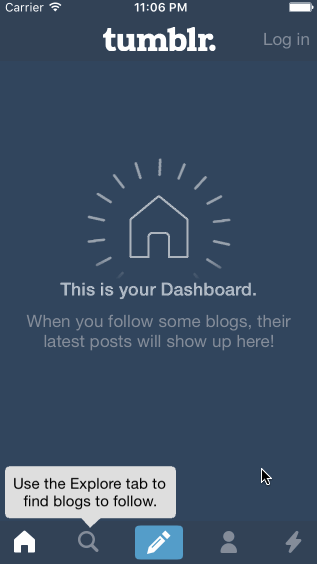 Carrier 11:06 PM
tumblr. Log in
This is your Dashboard.
When you follow some blogs, their
latest posts will show up here!
Use the Explore tab to
find blogs to follow.